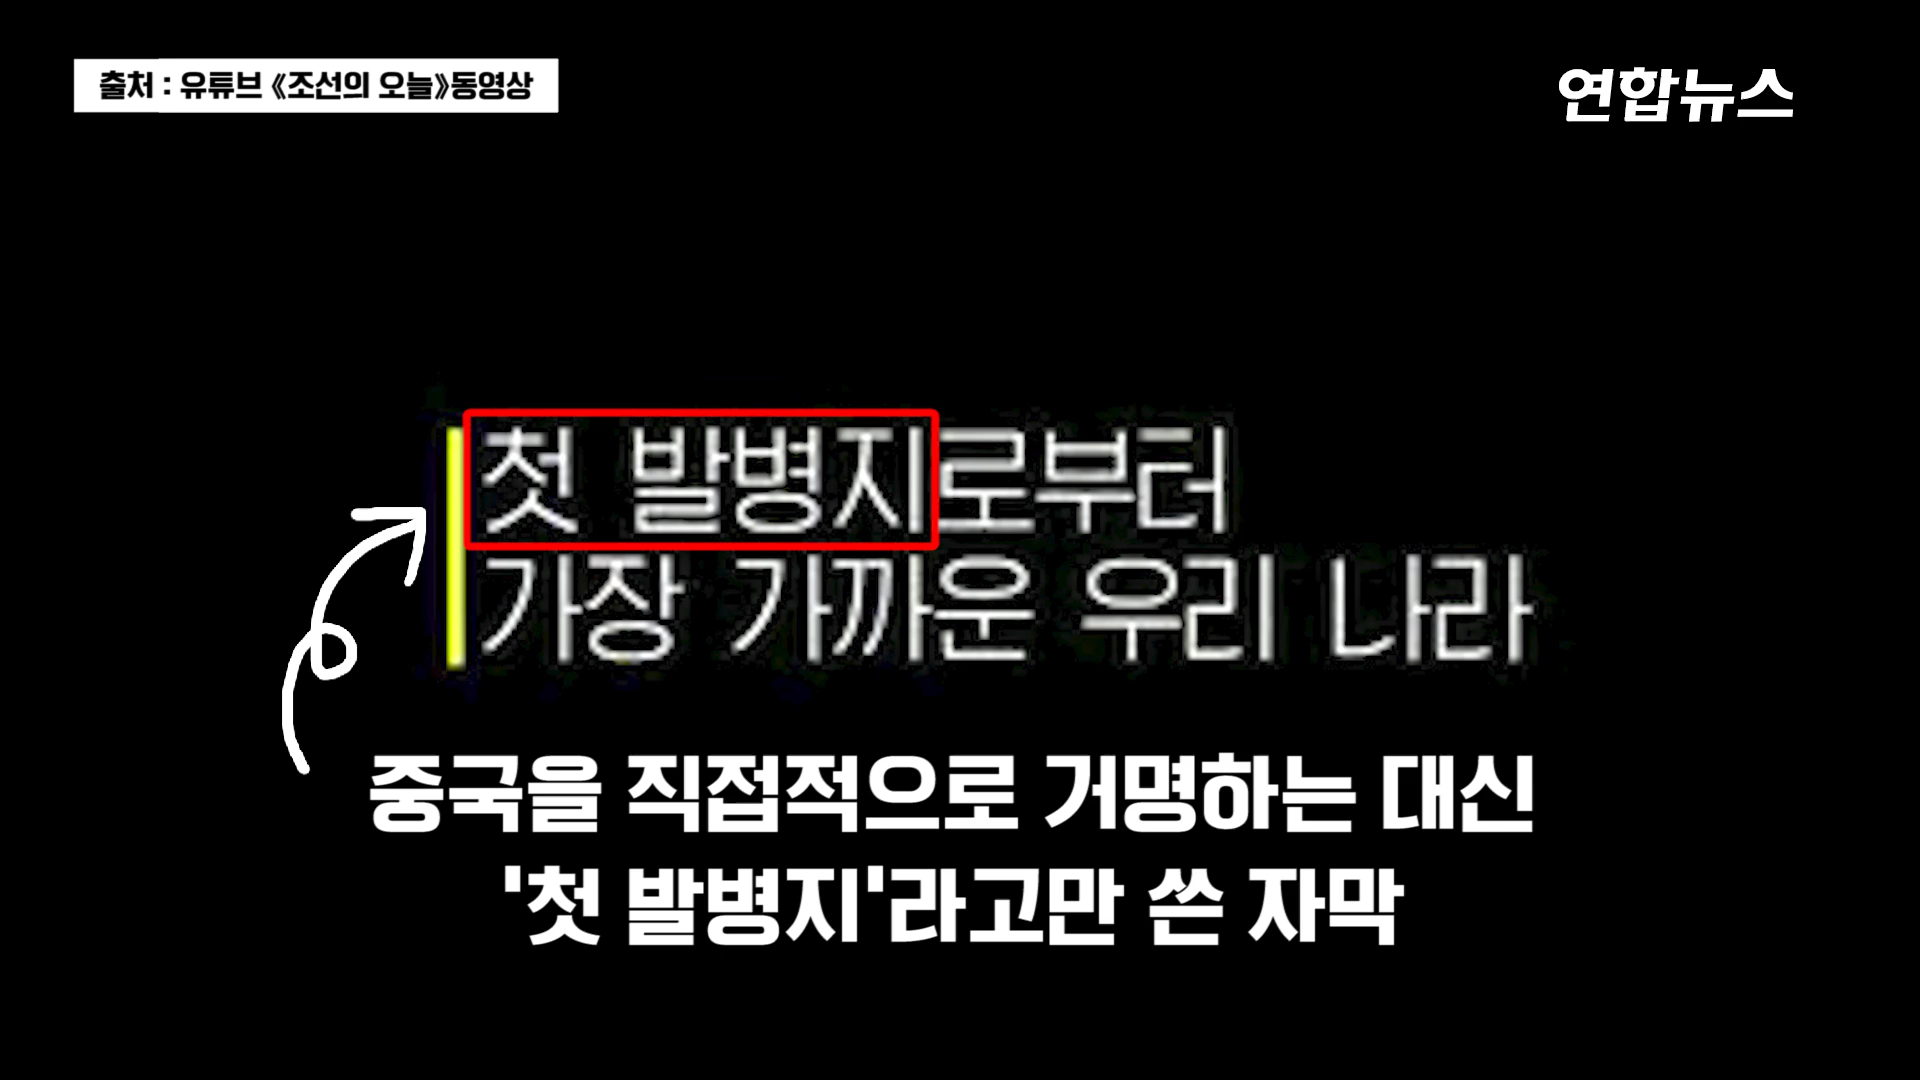 출처 : 유튜브 《조선의 오늘》동영상
연합뉴스
첫 발병지로부터
가장 가까운 우리 나라
중국을 직접적으로 거명하는 대신
'첫 발병지'라고만 쓴 자막